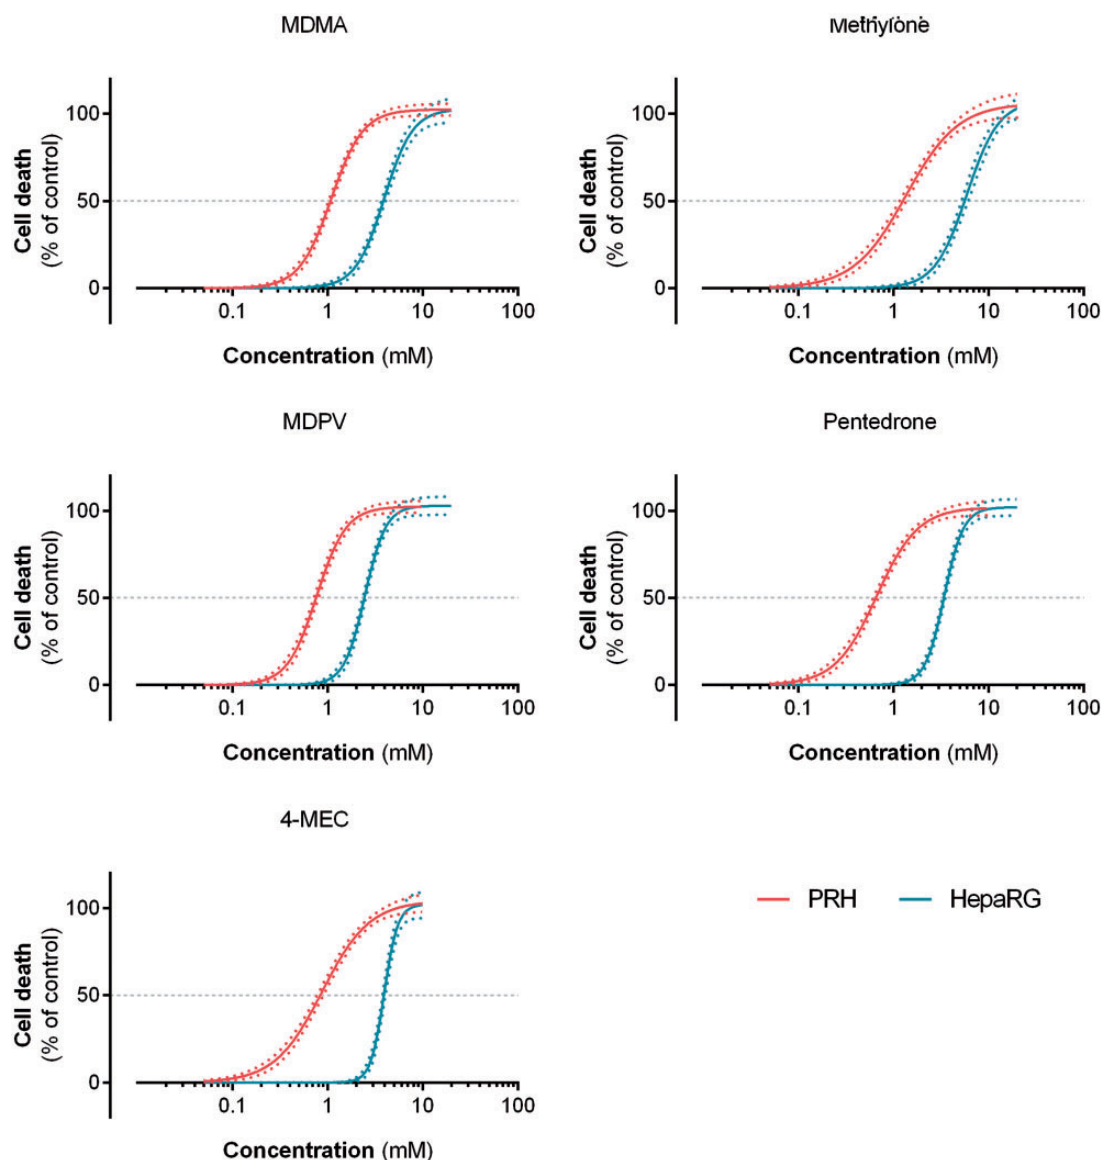 MDMA
Cell death
(% of control)
100
50
0
0.1 1 10 100
Concentration (mM)
Methylone
Cell death
(% of control)
100
50
0
0.1 1 10 100
Concentration (mM)
MDPV
Cell death
(% of control)
100
50
0
0.1 1 10 100
Concentration (mM)
Pentedrone
Cell death
(% of control)
100
50
0
0.1 1 10 100
Concentration (mM)
4-MEC
Cell death
(% of control)
100
50
0
0.1 1 10 100
Concentration (mM)
PRH HepaRG